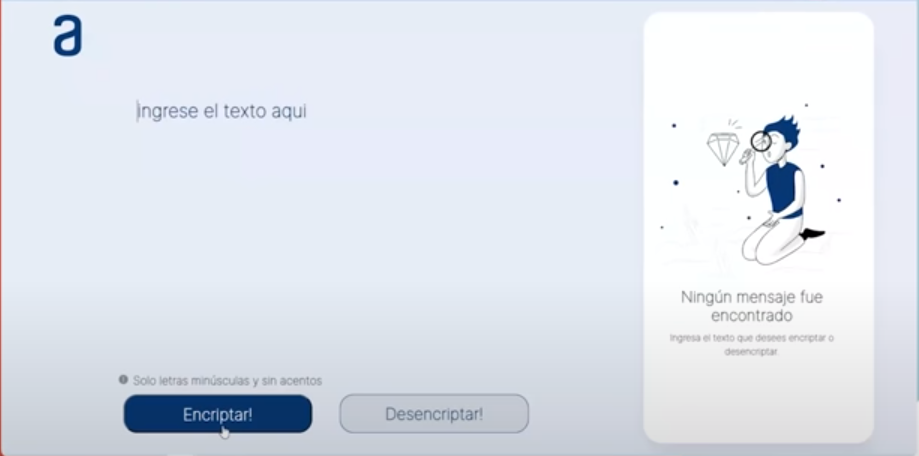 a
Ingrese el texto aqui
Solo letras minúsculas y sin acentos
Encriptar!
Desencriptar!
Ningún mensaje fue
encontrado
Ingresa el texto que desees encriptar o
desencriptar.